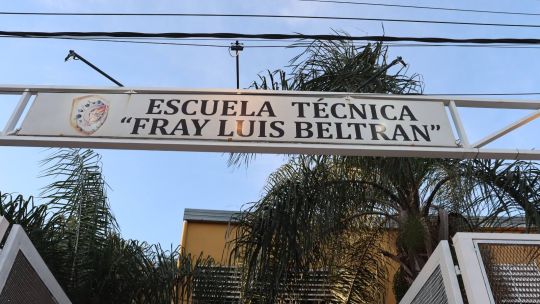 ESCUELA TÉCNICA
"FRAY LUIS BELTRAN"